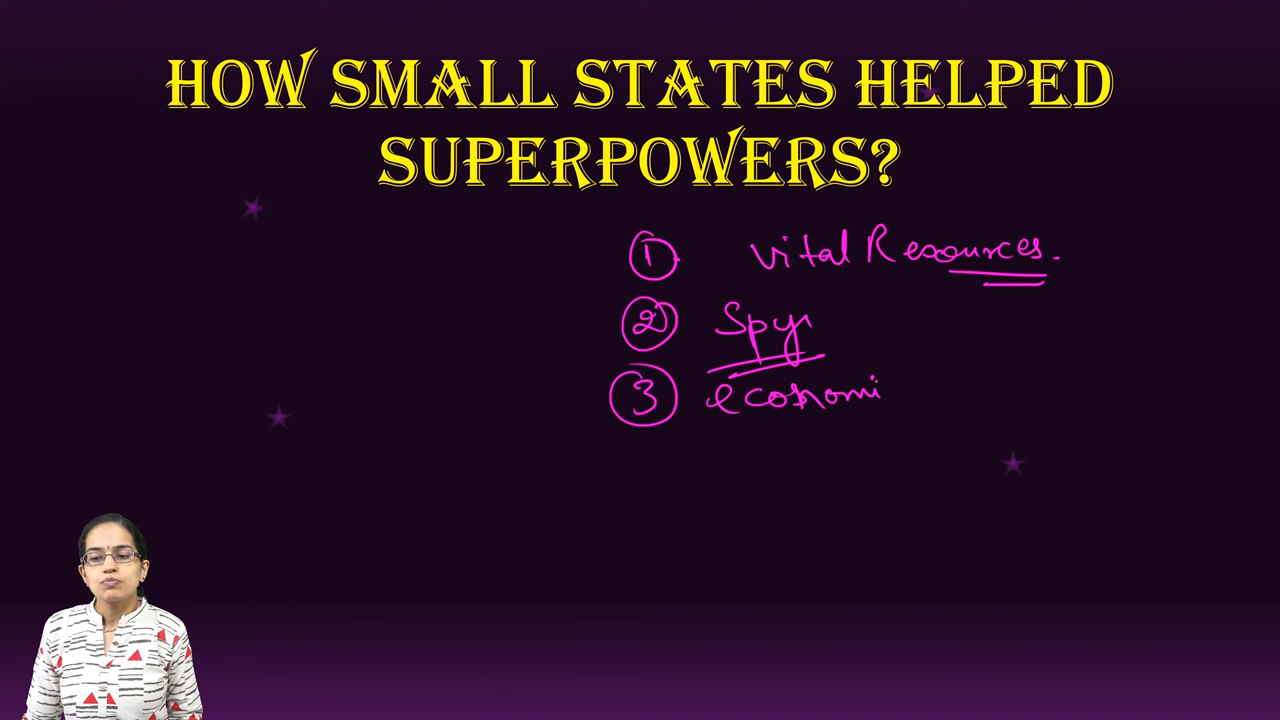 HOW SMALL STATES HELPED
SUPERPOWERS?
① Vital Resources.
② Spy
③ economi